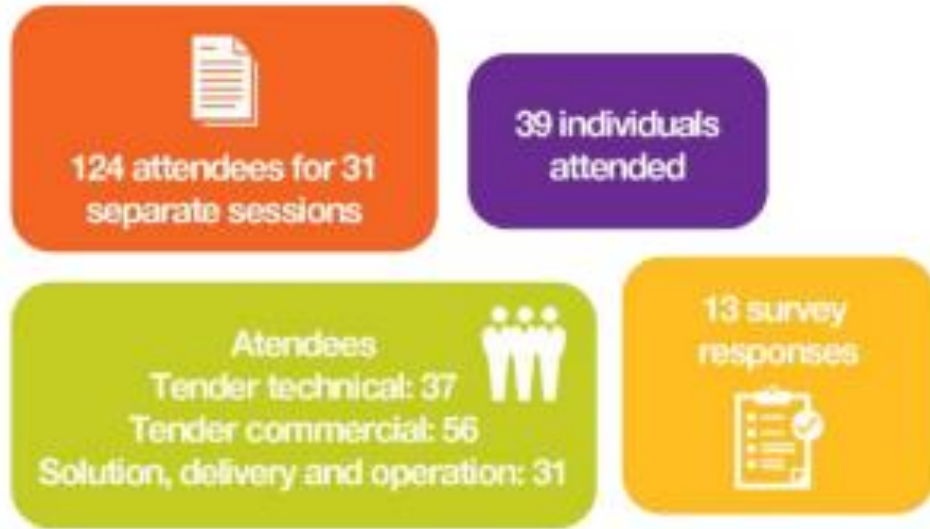 124 attendees for 31
separate sessions
39 individuals
attended
Atendees
Tender technical: 37
Tender commercial: 56
Solution, delivery and operation: 31
13 survey
responses